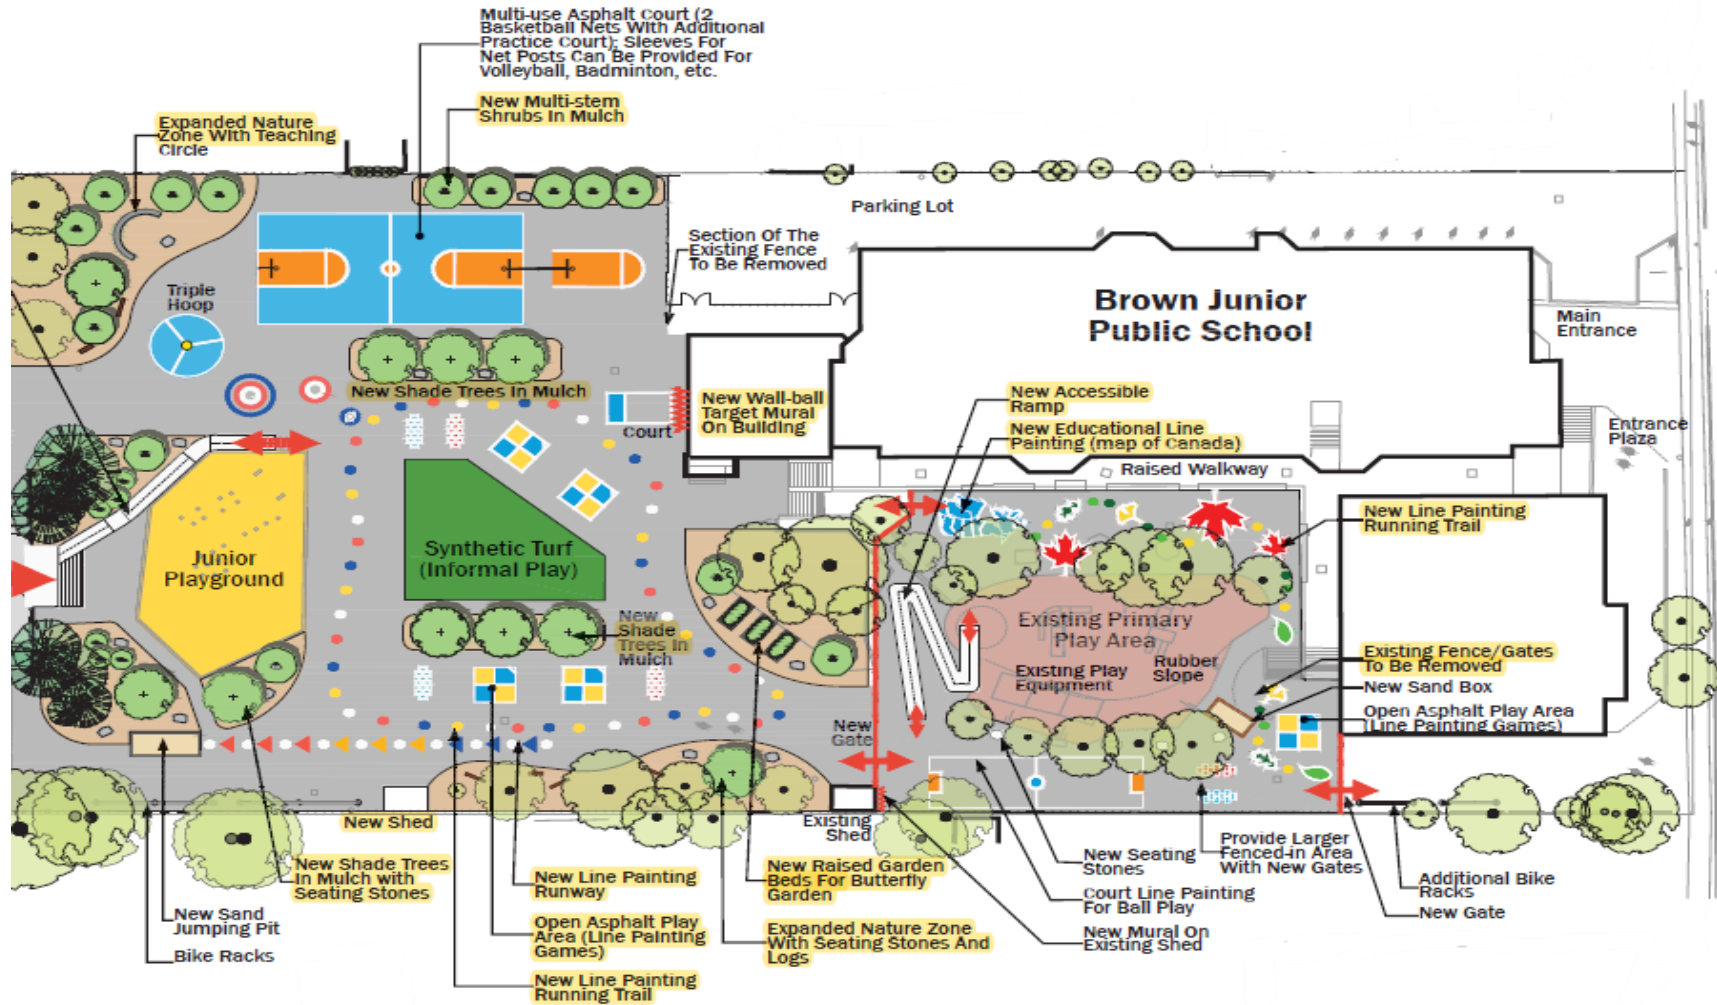 Multi-use Asphalt Court (2
Basketball Nets With Additional
Practice Court); Sleeves For
Net Posts Can Be Provided For
Volleyball, Badminton, etc.
New Multi-stem
Shrubs In Mulch
Expanded Nature
Zone With Teaching
Circle
Parking Lot
Section Of The
Existing Fence
To Be Removed
Triple
Hoop
Brown Junior
Public School
Main
Entrance
New Shade Trees In Mulch
New Wall-ball
Target Mural
On Building
Court
New Accessible
Ramp
New Educational Line
Painting (map of Canada)
Entrance
Plaza
Raised Walkway
New Line Painting
Running Trail
Junior
Playground
Synthetic Turf
(Informal Play)
New
Shade
Trees In
Mulch
Existing Primary
Play Area
Existing Play
Equipment
Rubber
Slope
Existing Fence/Gates
To Be Removed
New Sand Box
Open Asphalt Play Area
(Line Painting Games)
New
Gate
New Shed
Existing
Shed
New Shade Trees
In Mulch with
Seating Stones
New Sand
Jumping Pit
Bike Racks
New Line Painting
Runway
Open Asphalt Play
Area (Line Painting
Games)
New Line Painting
Running Trail
New Raised Garden
Beds For Butterfly
Garden
Expanded Nature Zone
With Seating Stones And
Logs
New Seating
Stones
Court Line Painting
For Ball Play
New Mural On
Existing Shed
Provide Larger
Fenced-in Area
With New Gates
Additional Bike
Racks
New Gate